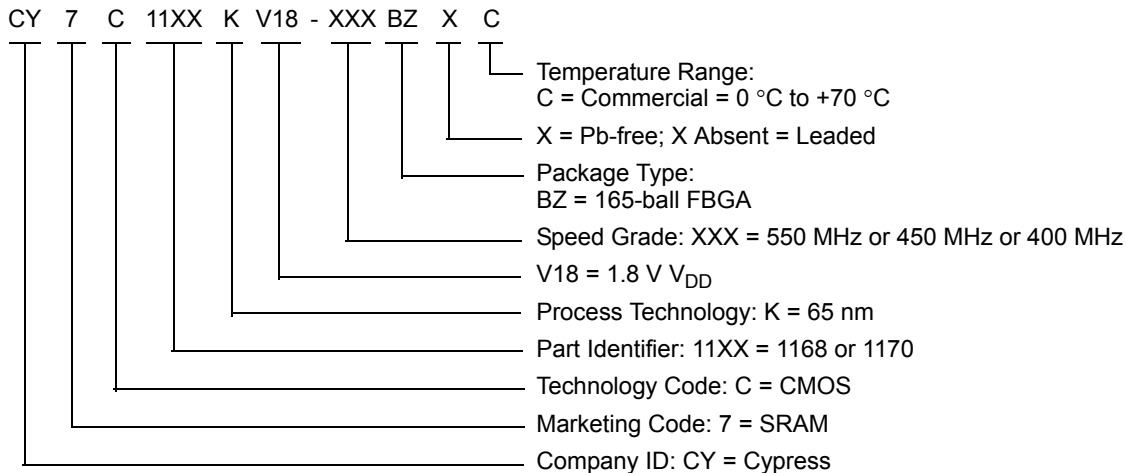 CY 7 C 11XX K V18 - XXX BZ X C
Temperature Range:
C = Commercial = 0 °C to +70 °C
X = Pb-free; X Absent = Leaded
Package Type:
BZ = 165-ball FBGA
Speed Grade: XXX = 550 MHz or 450 MHz or 400 MHz
V18 = 1.8 V VDD
Process Technology: K = 65 nm
Part Identifier: 11XX = 1168 or 1170
Technology Code: C = CMOS
Marketing Code: 7 = SRAM
Company ID: CY = Cypress